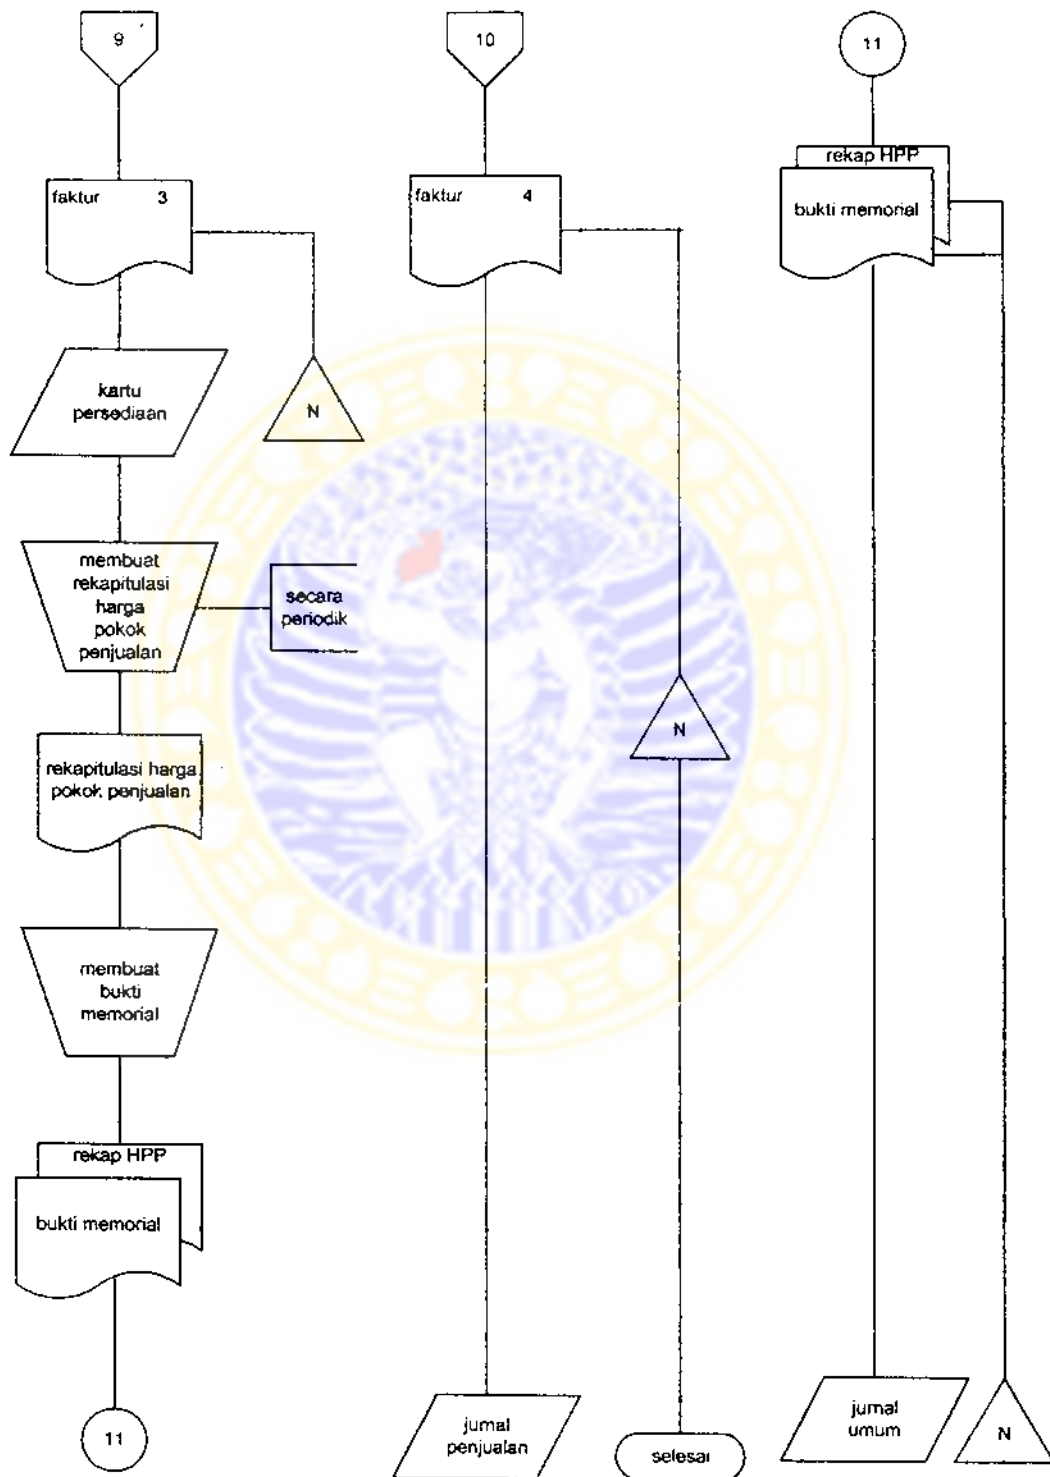 9
faktur 3
N
kartu
persediaan
membuat
rekapitulasi
harga
pokok
penjualan
secara
periodik
rekapitulasi harga
pokok penjualan
membuat
bukti
memorial
rekap HPP
bukti memorial
11
10
faktur 4
N
jurnal
penjualan
selesai
11
rekap HPP
bukti memorial
jurnal
umum
N